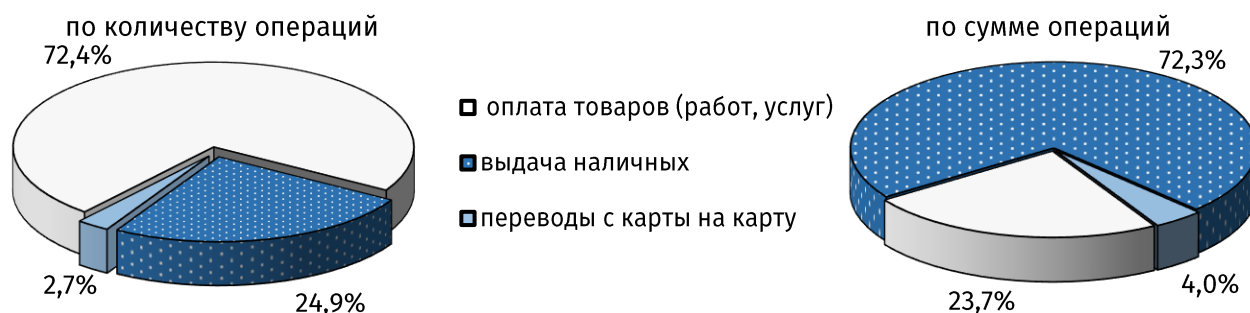 по количеству операций
72,4%
2,7%
24,9%
оплата товаров (работ, услуг)
выдача наличных
переводы с карты на карту
по сумме операций
72,3%
23,7%
4,0%